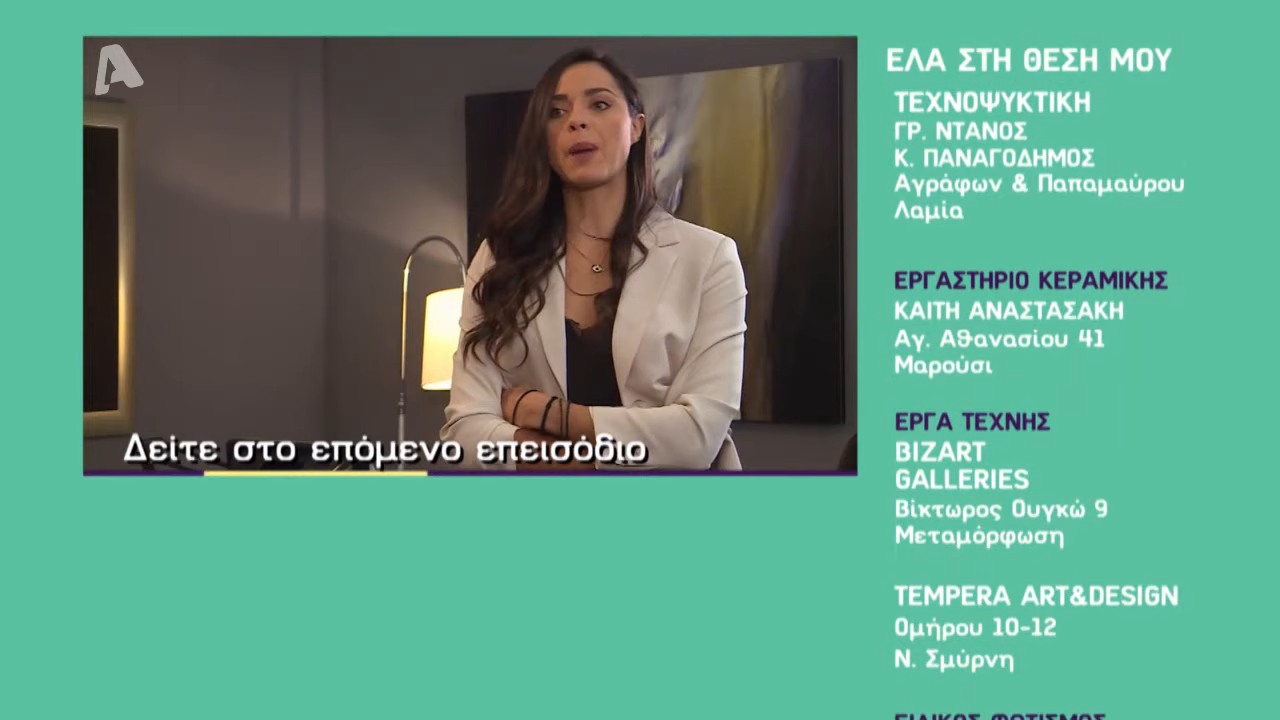 Δείτε στο επόμενο επεισόδιο
ΕΛΑ ΣΤΗ ΘΕΣΗ ΜΟΥ
ΤΕΧΝΟΨΥΚΤΙΚΗ
ΓΡ. ΝΤΑΝΟΣ
Κ. ΠΑΝΑΓΟΔΗΜΟΣ
Αγράφων & Παπαμαύρου
Λαμία
ΕΡΓΑΣΤΗΡΙΟ ΚΕΡΑΜΙΚΗΣ
ΚΑΙΤΗ ΑΝΑΣΤΑΣΑΚΗ
Αγ. Αθανασίου 41
Μαρούσι
ΕΡΓΑ ΤΕΧΝΗΣ
BIZART
GALLERIES
Βίκτωρος Ουγκώ 9
Μεταμόρφωση
TEMPERA ART&DESIGN
Ομήρου 10-12
Ν. Σμύρνη